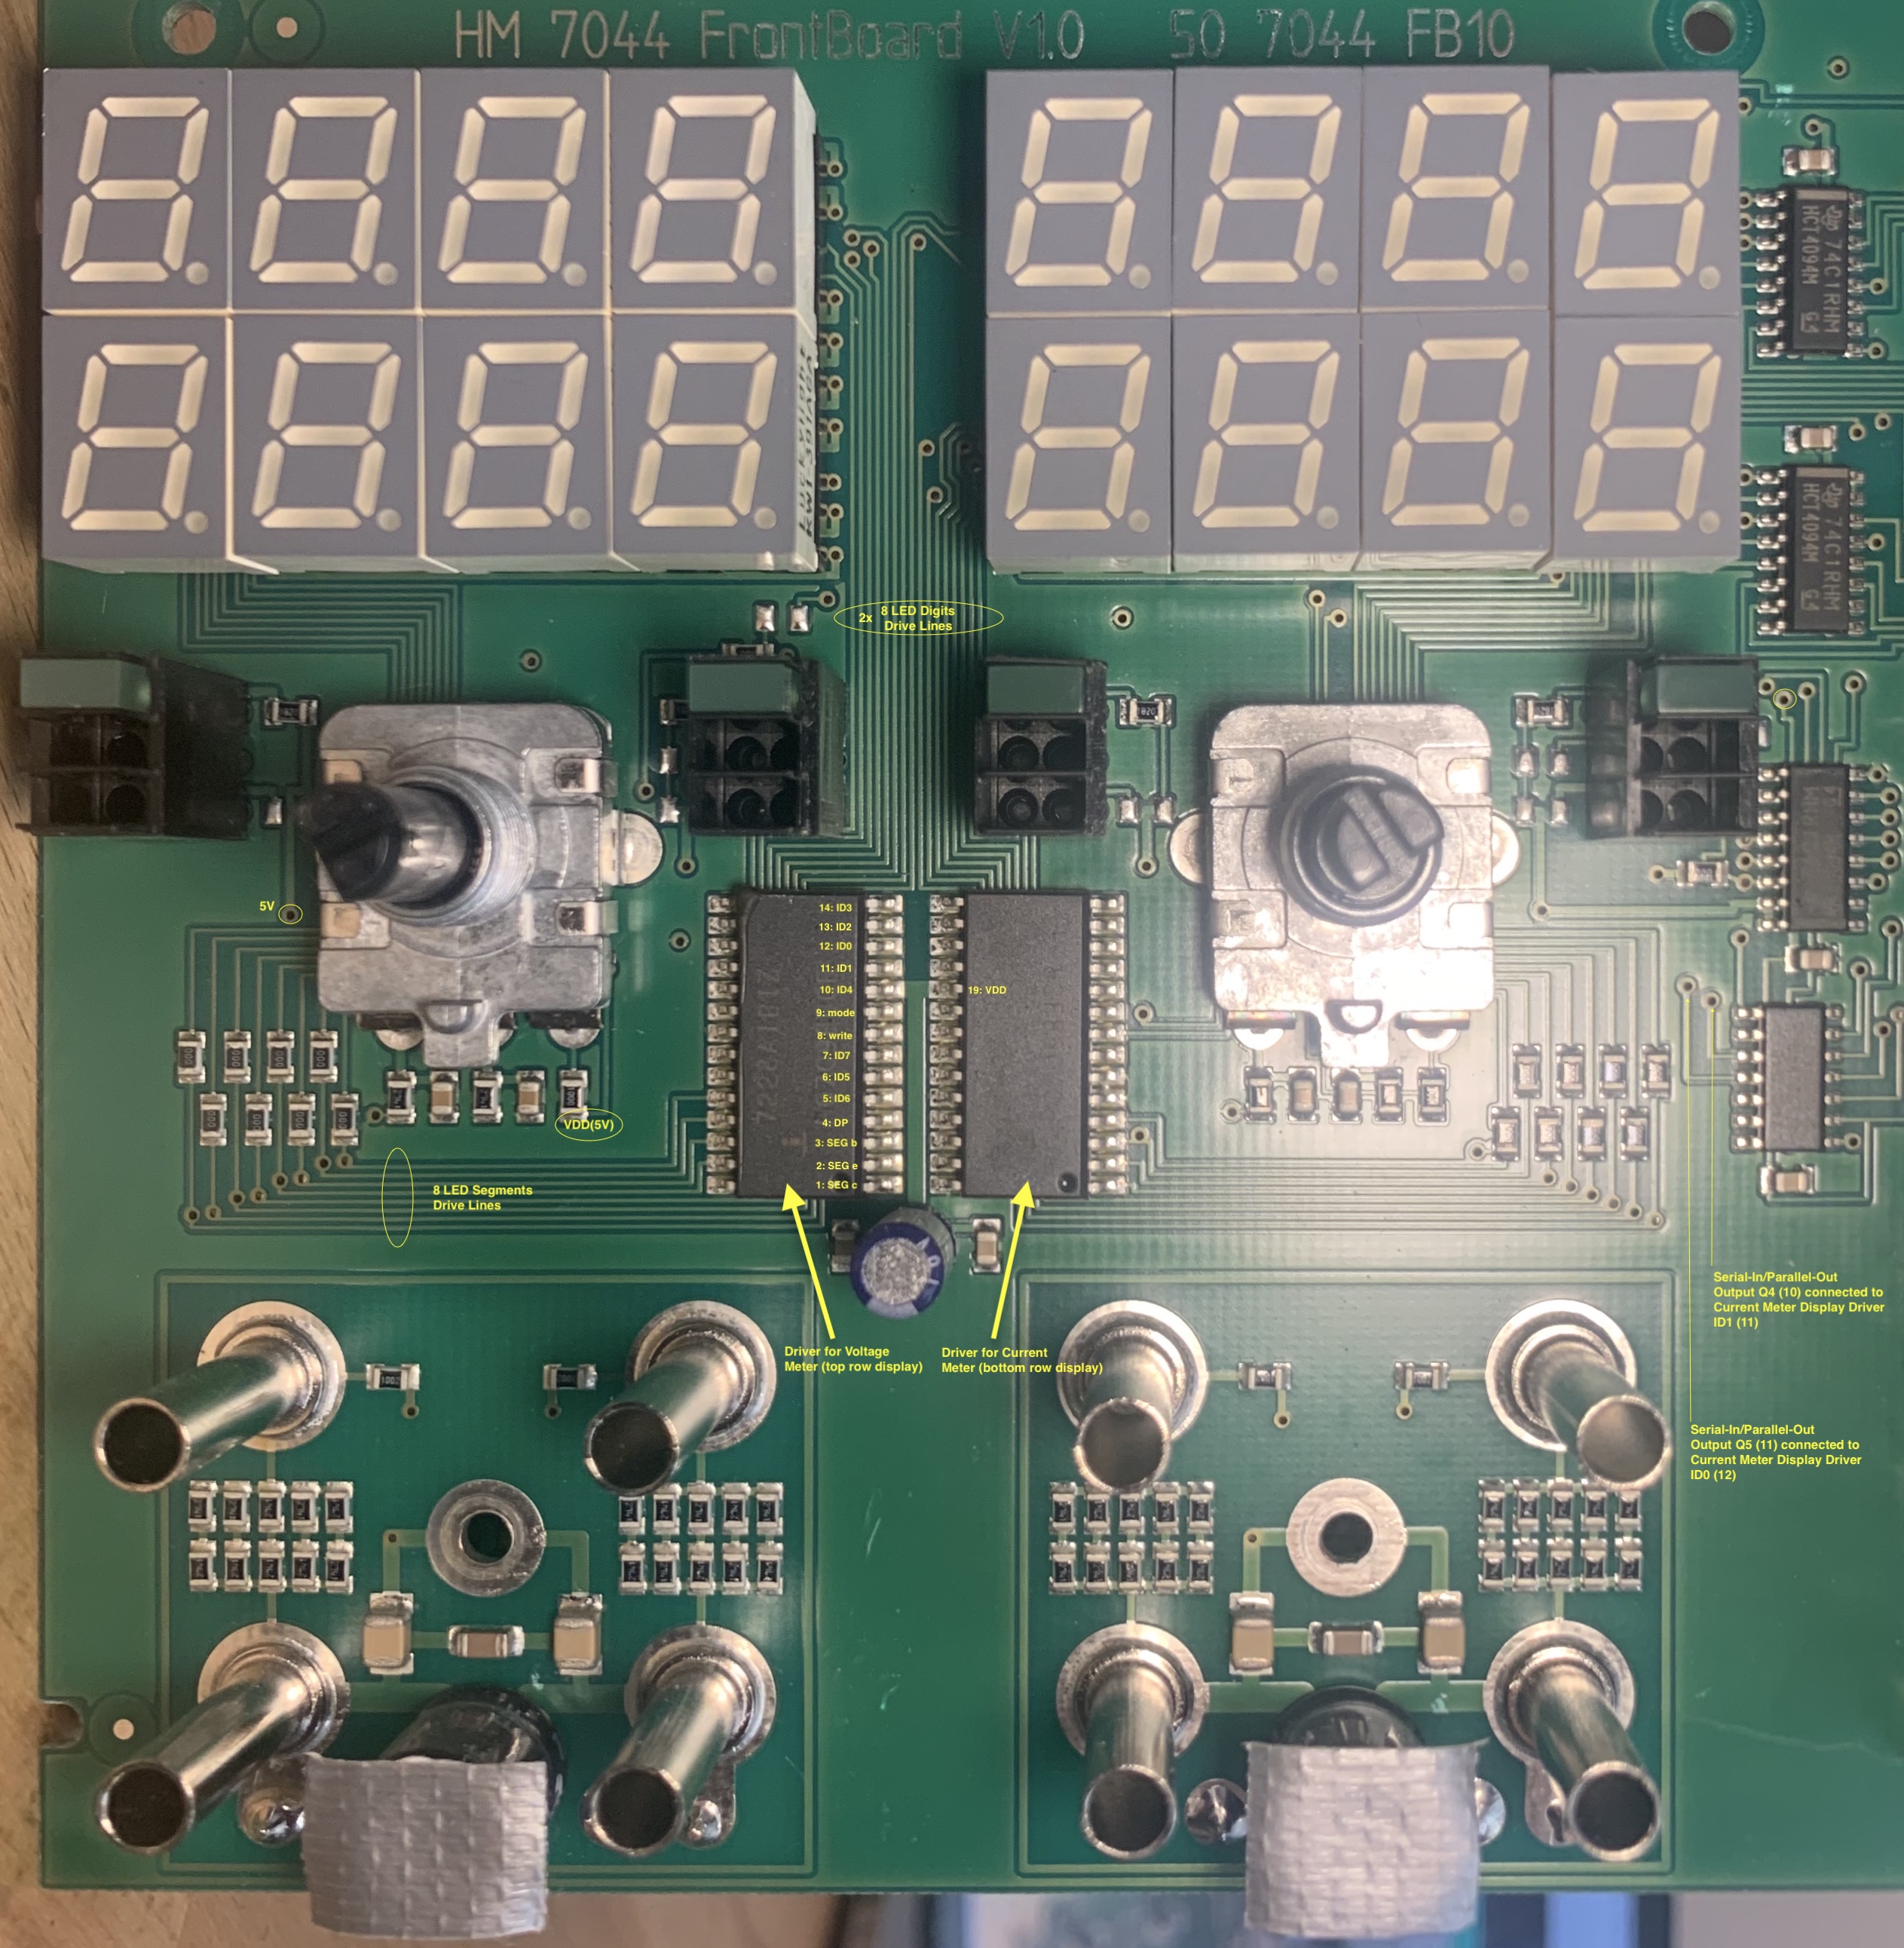 HM 7044 FrontBoard V1.0 50 7044 FB10
74C1RHM
HCT4094M
74C1RHM
HCT4094M
2x 8 LED Digits
Drive Lines
5V
14: ID3
13: ID2
12: ID0
11: ID1
10: ID4
9: mode
8: write
7: ID7
6: ID5
5: ID6
4: DP
3: SEG b
2: SEG e
1: SEG c
19: VDD
VDD(5V)
8 LED Segments
Drive Lines
Serial-In/Parallel-Out
Output Q4 (10) connected to
Current Meter Display Driver
ID1 (11)
Driver for Voltage
Meter (top row display)
Driver for Current
Meter (bottom row display)
Serial-In/Parallel-Out
Output Q5 (11) connected to
Current Meter Display Driver
ID0 (12)